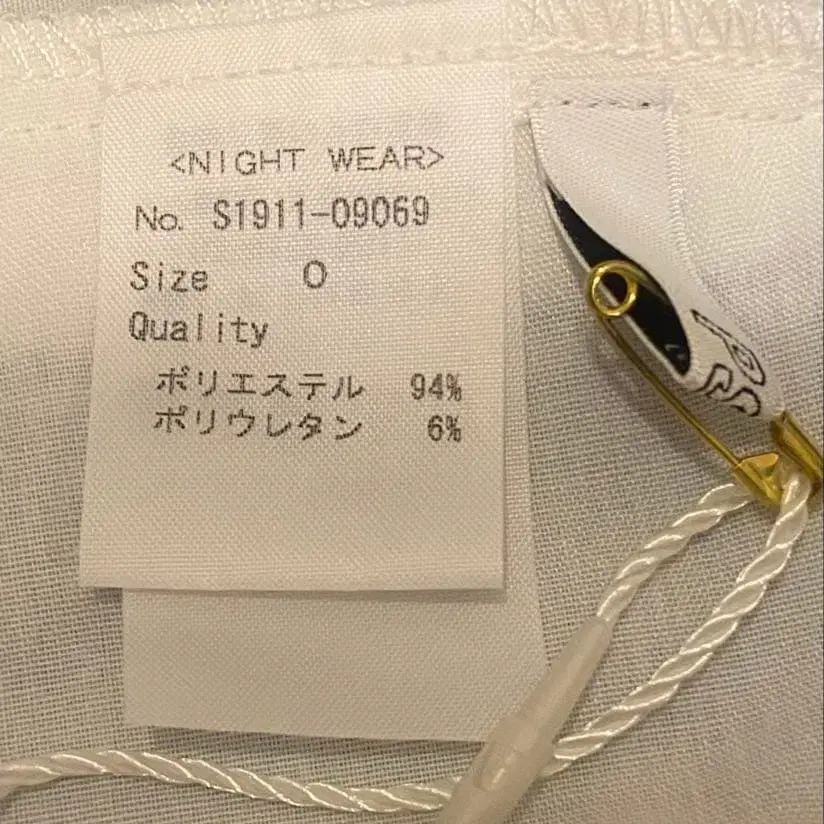 <NIGHT WEAR>
No. S1911-09069
Size O
Quality
ポリエステル 94%
ポリウレタン 6%